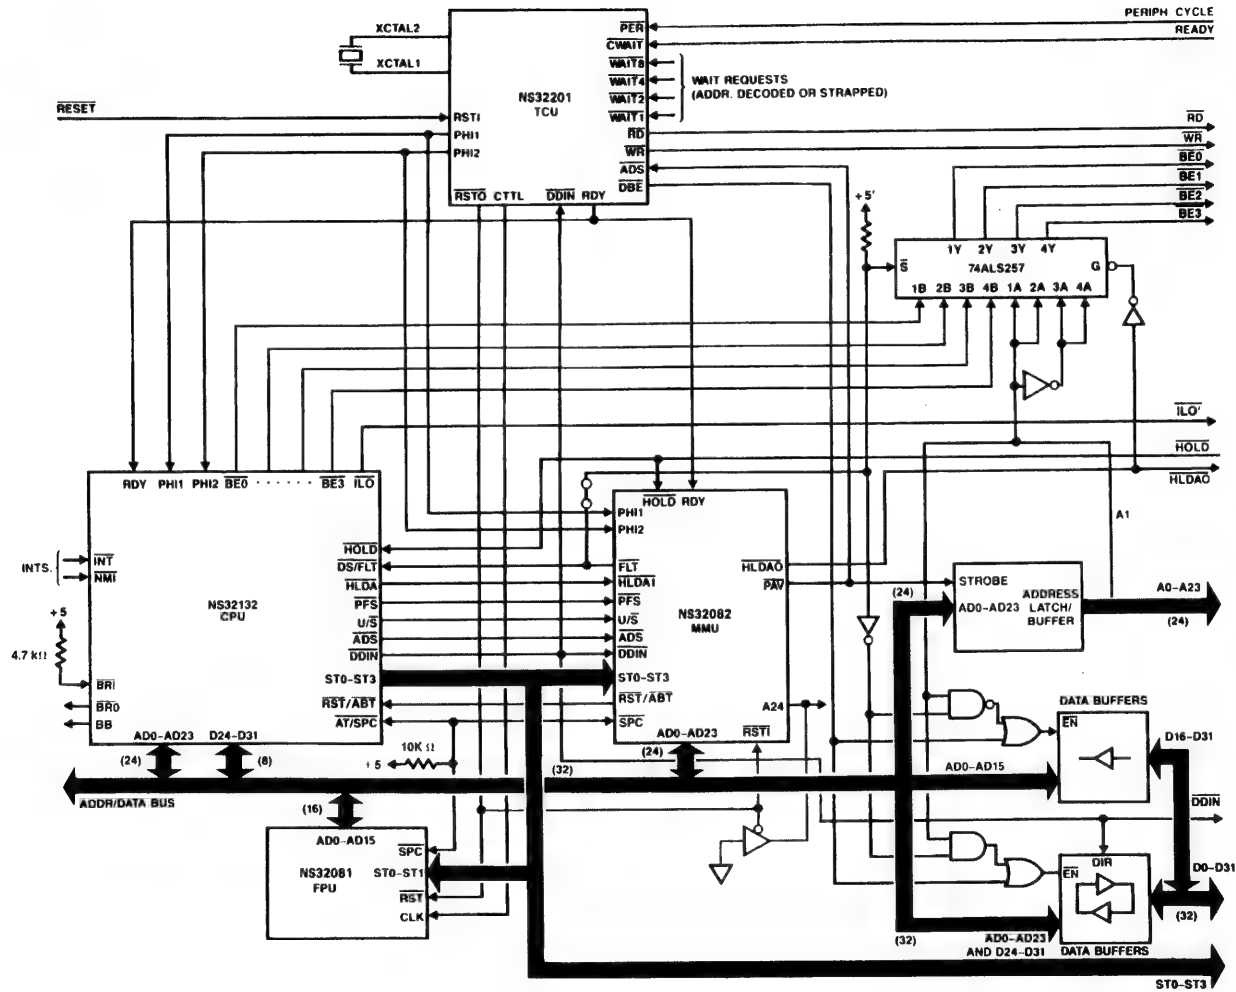 PERIPH CYCLE
READY
XCTAL2
XCTAL1
PER
CWAIT
WAIT8
WAIT4
WAIT2
WAIT1
WAIT REQUESTS
(ADDR. DECODED OR STRAPPED)
NS32201
TCU
RESET
RSTI
PHI1
PHI2
RD
WR
ADS
DBE
RSTO CTTL DDIN RDY
RD
WR
BE0
BE1
BE2
BE3
+5'
1Y 2Y 3Y 4Y
S
74ALS257
G
1B 2B 3B 4B 1A 2A 3A 4A
ILO'
HOLD
HLDAO
A1
RDY PHI1 PHI2 BE0 . . . . . . BE3 ILO
HOLD RDY
PHI1
PHI2
INTS.
INT
NMI
NS32132
CPU
HOLD
DS/FLT
HLDA
PFS
U/S
ADS
DDIN
ST0-ST3
RST/ABT
AT/SPC
FLT
HLDA1
PFS
U/S
ADS
DDIN
ST0-ST3
RST/ABT
SPC
HLDAO
PAV
NS32082
MMU
A24
RSTI
AD0-AD23
(24)
+5
4.7 kΩ
BRI
BR0
BB
AD0-AD23 D24-D31
(24)
(8)
10K Ω
+5
(32)
ADDR/DATA BUS
(16)
AD0-AD15
NS32081
FPU
SPC
ST0-ST1
RST
CLK
STROBE
AD0-AD23
ADDRESS
LATCH/
BUFFER
(24)
A0-A23
(24)
DATA BUFFERS
EN
D16-D31
AD0-AD15
DDIN
DIR
EN
D0-D31
(32)
(32)
AD0-AD23
AND D24-D31
DATA BUFFERS
ST0-ST3